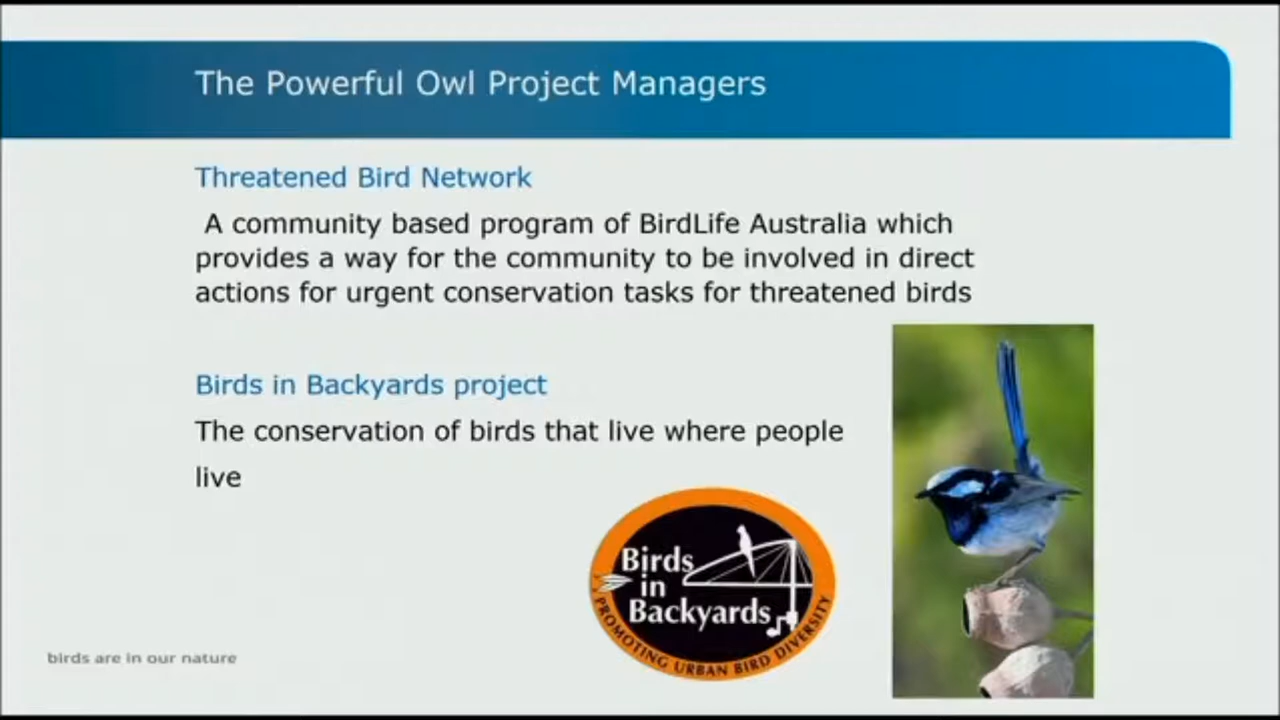 The Powerful Owl Project Managers
Threatened Bird Network
A community based program of BirdLife Australia which
provides a way for the community to be involved in direct
actions for urgent conservation tasks for threatened birds
Birds in Backyards project
The conservation of birds that live where people
live
Birds
in
Backyards
PROMOTING URBAN BIRD DIVERSITY
birds are in our nature